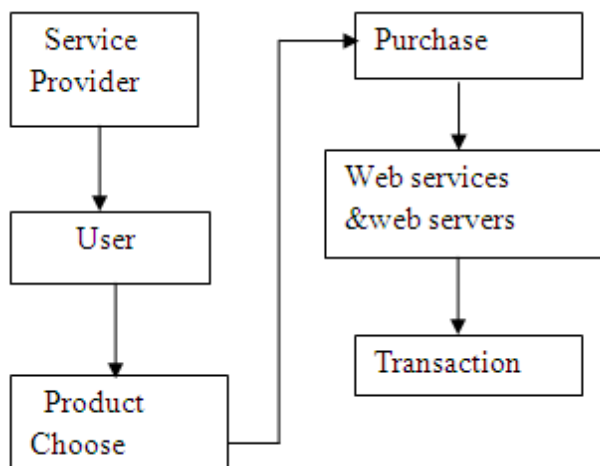 Service
Provider
User
Product
Choose
Purchase
Web services
&web servers
Transaction